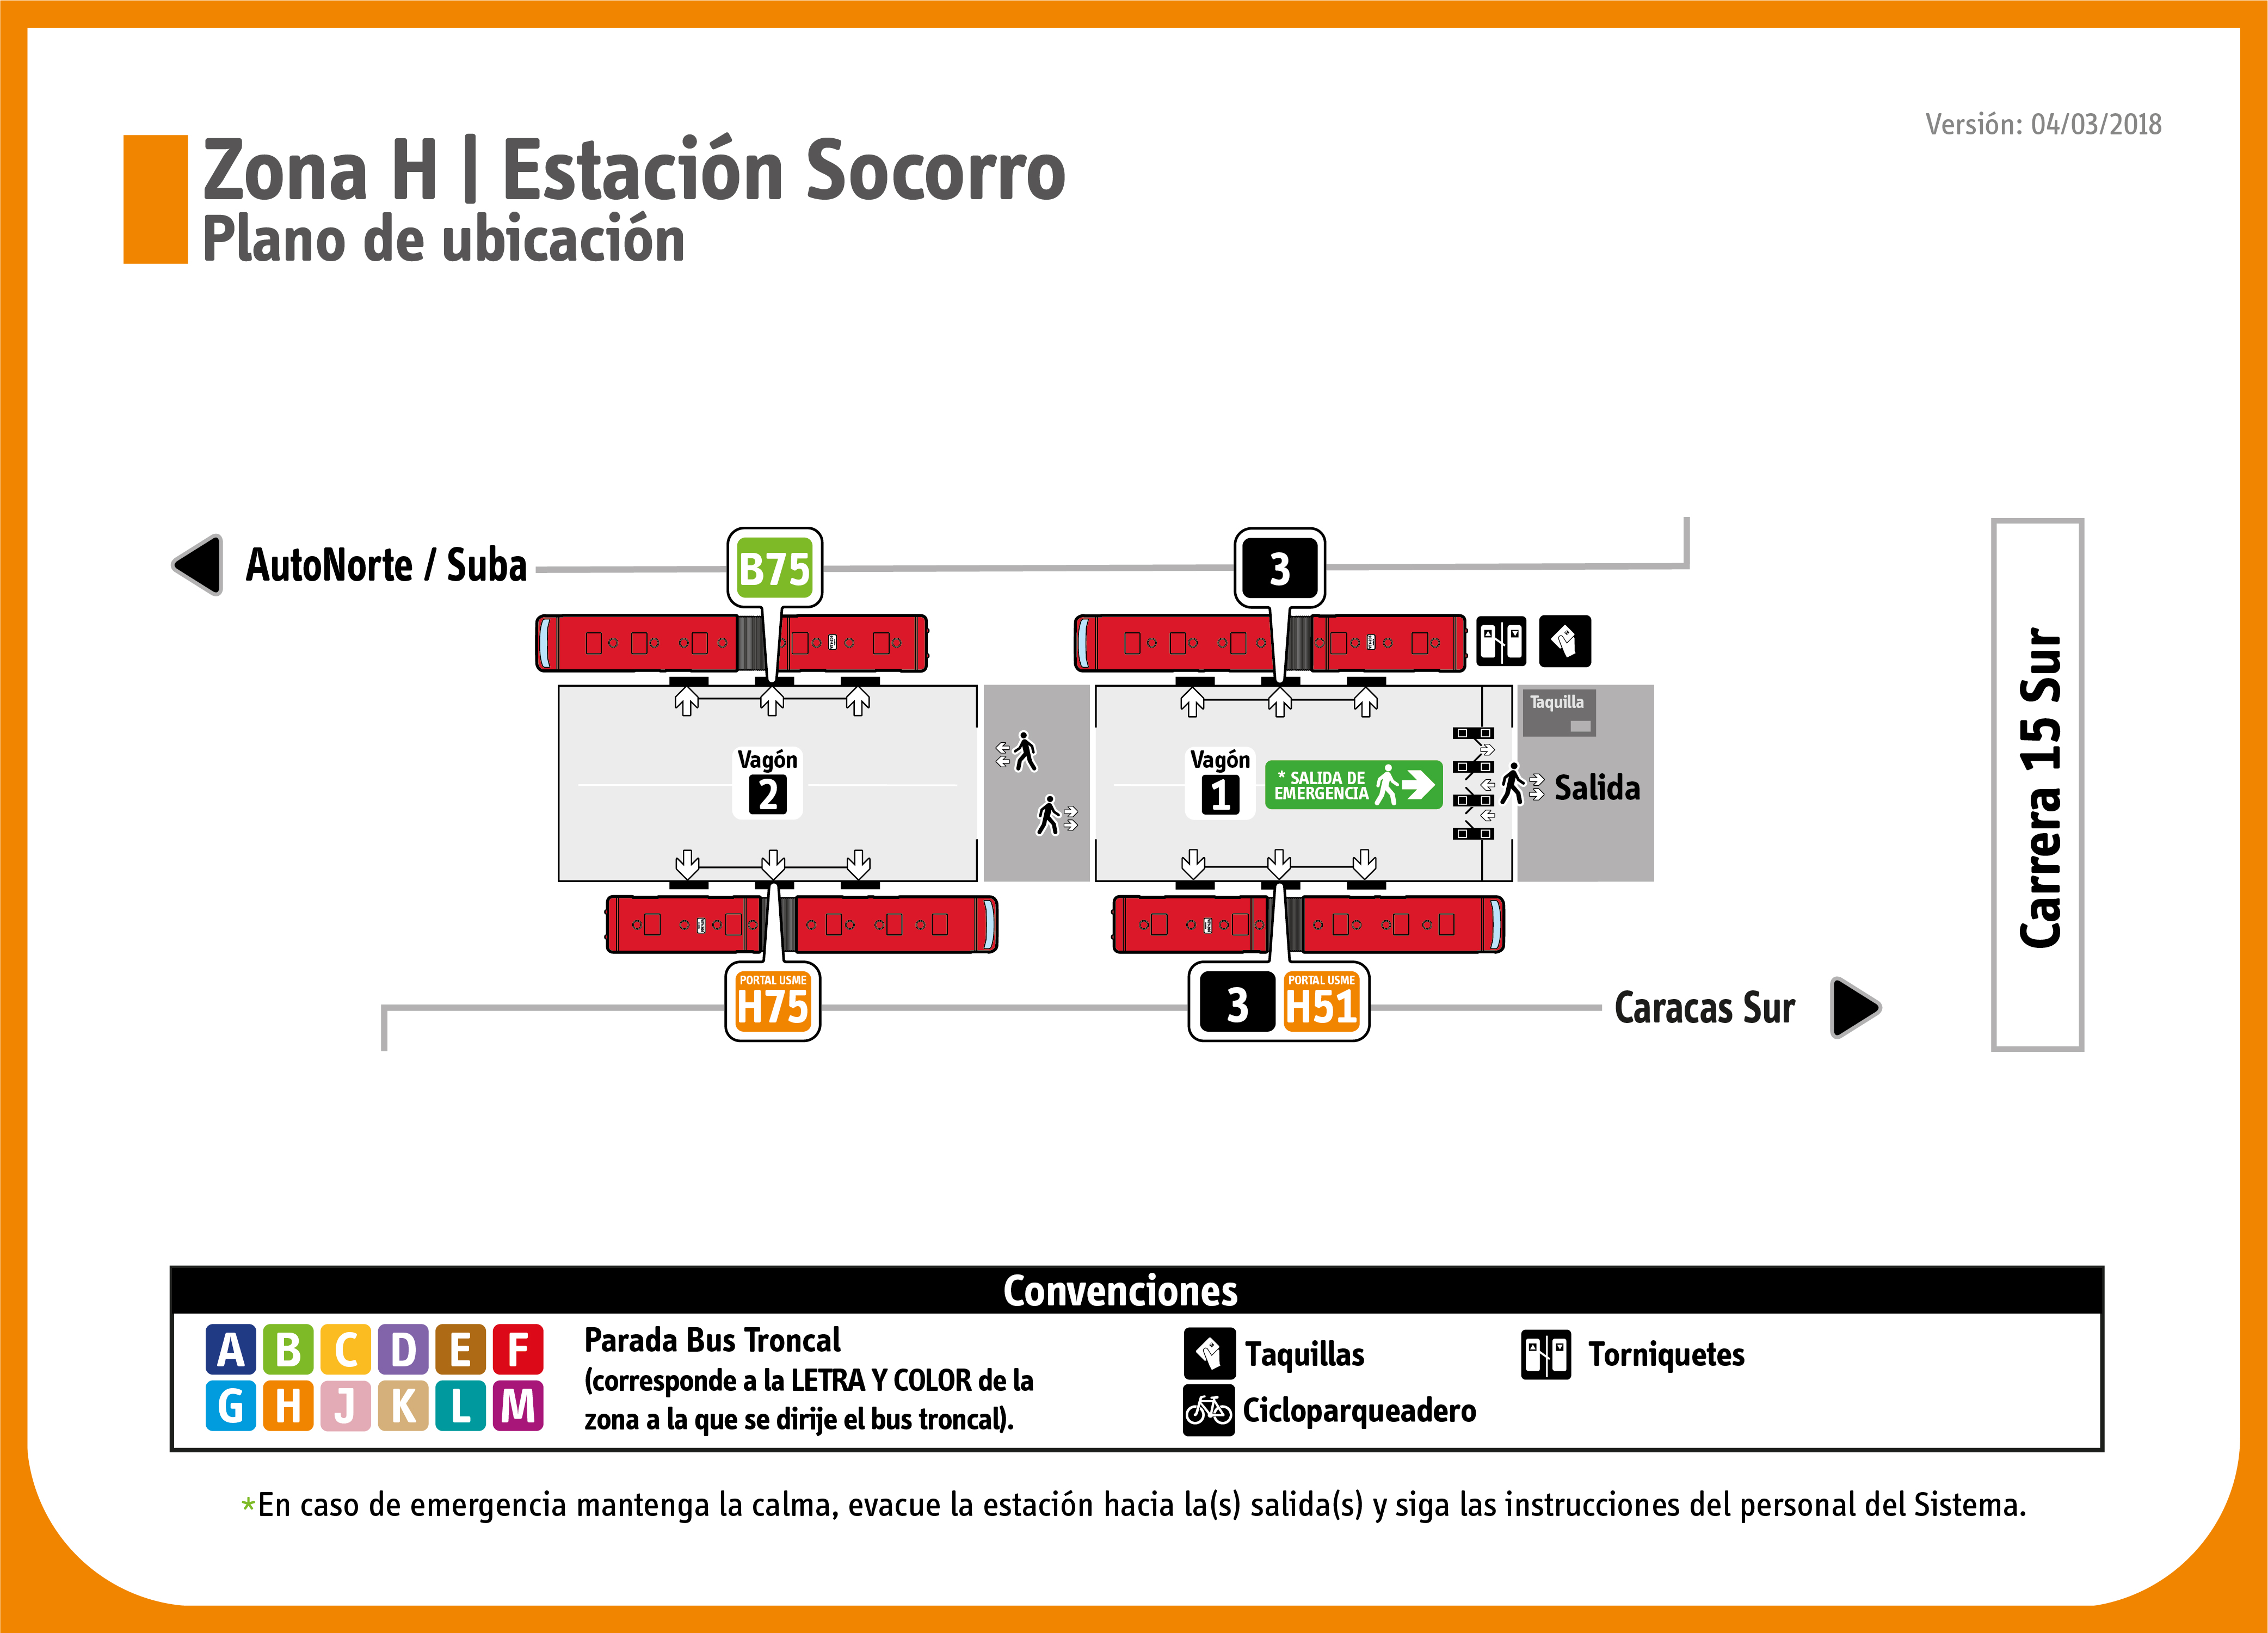 Versión: 04/03/2018
Zona H | Estación Socorro
Plano de ubicación
AutoNorte / Suba
B75
3
Taquilla
Vagón
2
Vagón
1
* SALIDA DE
EMERGENCIA
Salida
Carrera 15 Sur
PORTAL USME
H75
3
PORTAL USME
H51
Caracas Sur
Convenciones
A B C D E F
G H J K L M
Parada Bus Troncal
(corresponde a la LETRA Y COLOR de la
zona a la que se dirije el bus troncal).
Taquillas
Cicloparqueadero
Torniquetes
*En caso de emergencia mantenga la calma, evacue la estación hacia la(s) salida(s) y siga las instrucciones del personal del Sistema.